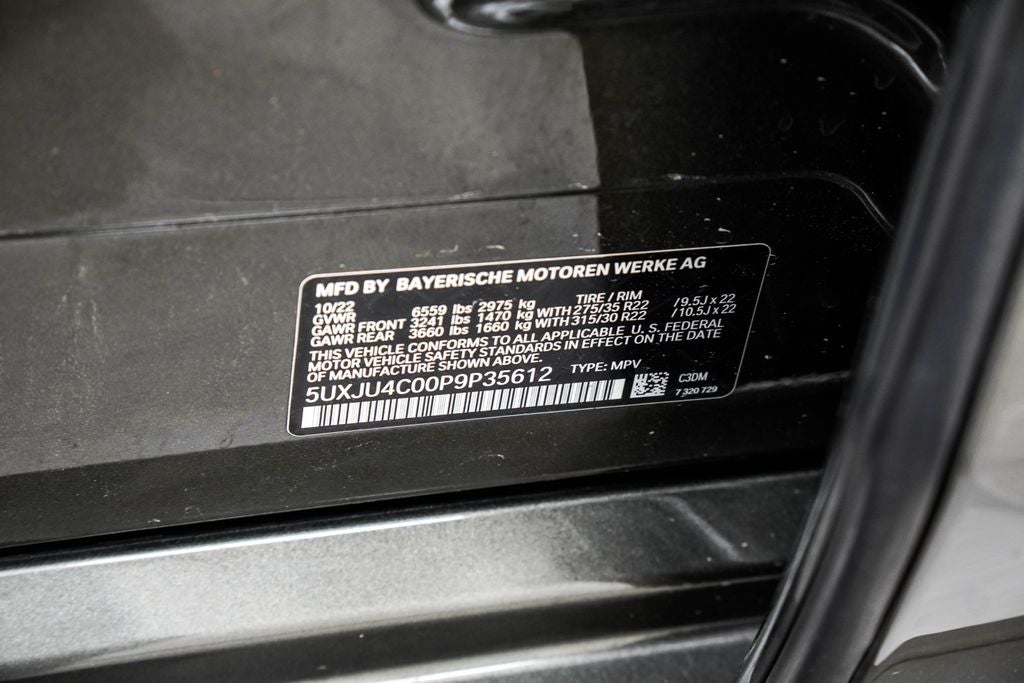 MFD BY BAYERISCHE MOTOREN WERKE AG
10/22 TIRE / RIM
GVWR 6559 lbs 2975 kg
GAWR FRONT 3241 lbs 1470 kg WITH 275/35 R22 /9.5J x 22
GAWR REAR 3660 lbs 1660 kg WITH 315/30 R22 /10.5J x 22
THIS VEHICLE CONFORMS TO ALL APPLICABLE U. S. FEDERAL
MOTOR VEHICLE SAFETY STANDARDS IN EFFECT ON THE DATE
OF MANUFACTURE SHOWN ABOVE.
5UXJU4C00P9P35612 TYPE: MPV
C3DM
7 320 729